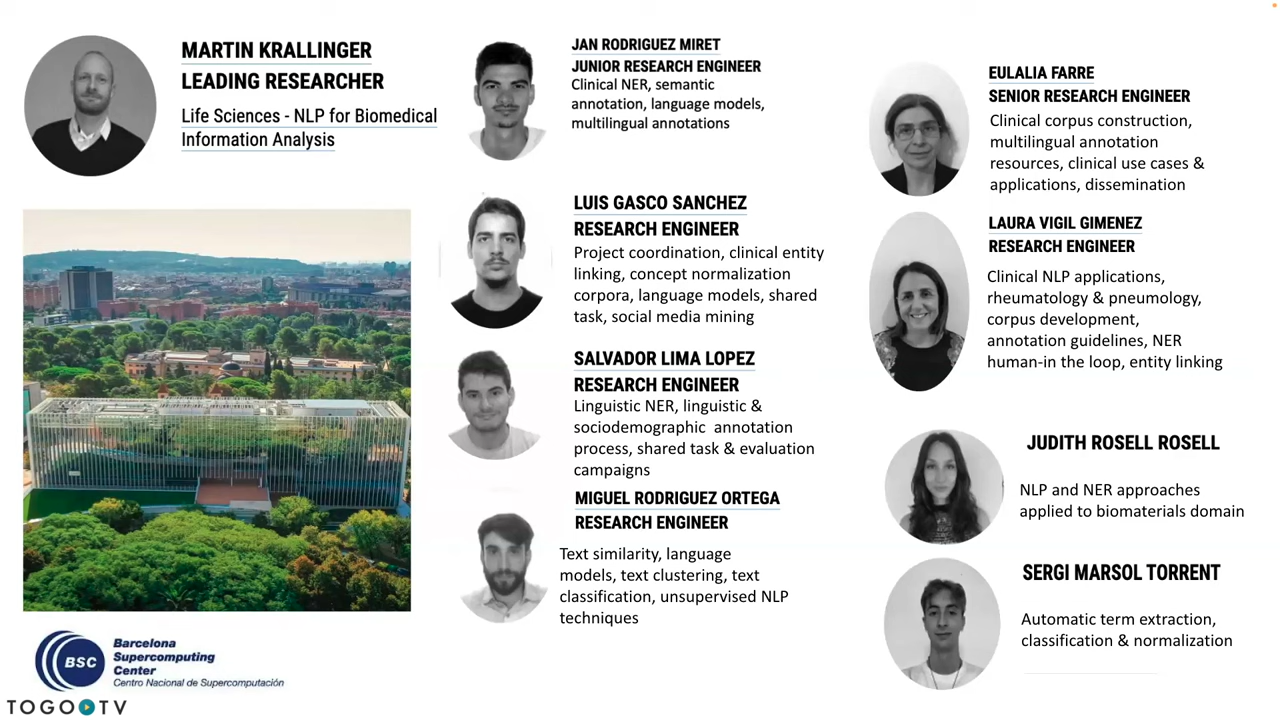 MARTIN KRALLINGER
LEADING RESEARCHER
Life Sciences - NLP for Biomedical
Information Analysis
JAN RODRIGUEZ MIRET
JUNIOR RESEARCH ENGINEER
Clinical NER, semantic
annotation, language models,
multilingual annotations
LUIS GASCO SANCHEZ
RESEARCH ENGINEER
Project coordination, clinical entity
linking, concept normalization
corpora, language models, shared
task, social media mining
SALVADOR LIMA LOPEZ
RESEARCH ENGINEER
Linguistic NER, linguistic &
sociodemographic annotation
process, shared task & evaluation
campaigns
MIGUEL RODRIGUEZ ORTEGA
RESEARCH ENGINEER
Text similarity, language
models, text clustering, text
classification, unsupervised NLP
techniques
EULALIA FARRE
SENIOR RESEARCH ENGINEER
Clinical corpus construction,
multilingual annotation
resources, clinical use cases &
applications, dissemination
LAURA VIGIL GIMENEZ
RESEARCH ENGINEER
Clinical NLP applications,
rheumatology & pneumology,
corpus development,
annotation guidelines, NER
human-in the loop, entity linking
JUDITH ROSELL ROSELL
NLP and NER approaches
applied to biomaterials domain
SERGI MARSOL TORRENT
Automatic term extraction,
classification & normalization
BSC
Barcelona
Supercomputing
Center
Centro Nacional de Supercomputación
TOGO TV